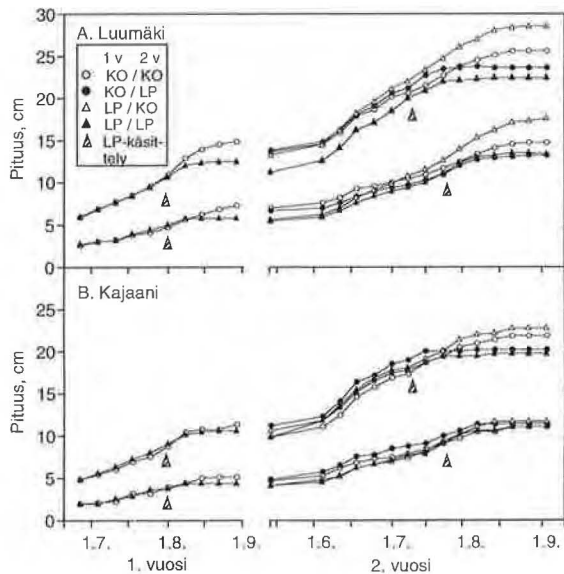 A. Luumäki
1 v 2 v
KO / KO
KO / LP
LP / KO
LP / LP
LP-käsit-
tely
Pituus, cm
30
25
20
15
10
5
0
B. Kajaani
Pituus, cm
25
20
15
10
5
0
1.7. 1.8. 1.9. 1.6. 1.7. 1.8. 1.9.
1. vuosi 2. vuosi